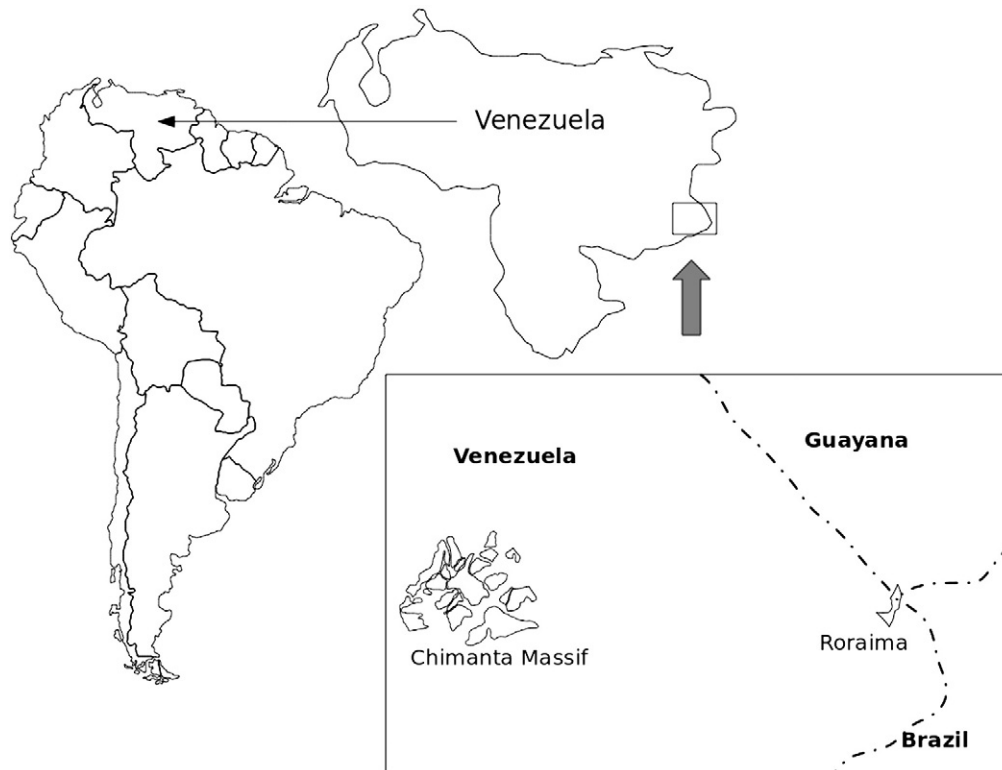 Venezuela
Venezuela
Guayana
Chimanta Massif
Roraima
Brazil